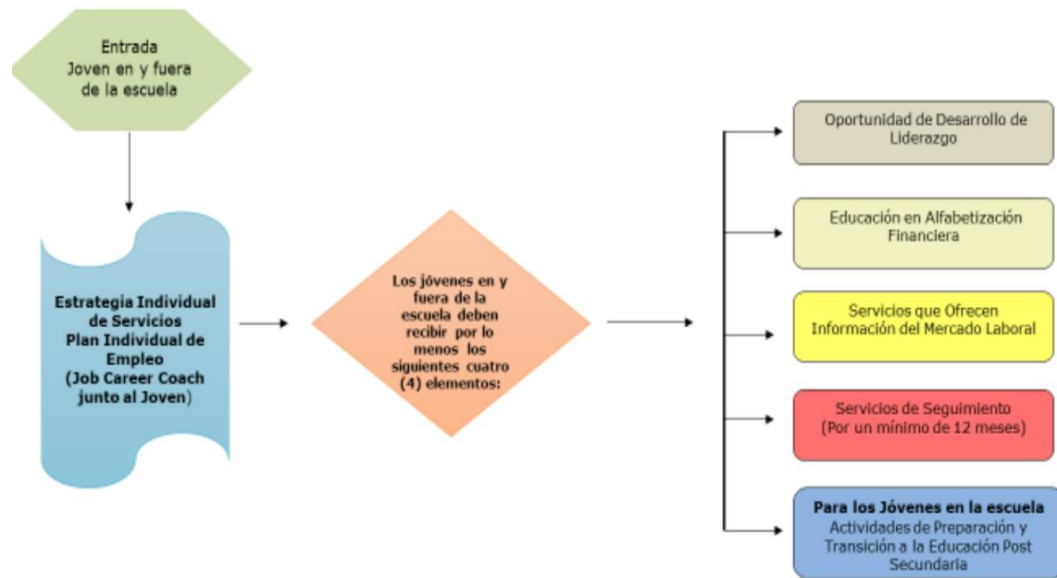 Entrada
Joven en y fuera
de la escuela
Estrategia Individual
de Servicios
Plan Individual de
Empleo
(Job Career Coach
junto al Joven)
Los jóvenes en y
fuera de la
escuela deben
recibir por lo
menos los
siguientes cuatro
(4) elementos:
Oportunidad de Desarrollo de
Liderazgo
Educación en Alfabetización
Financiera
Servicios que Ofrecen
Información del Mercado Laboral
Servicios de Seguimiento
(Por un mínimo de 12 meses)
Para los Jóvenes en la escuela
Actividades de Preparación y
Transición a la Educación Post
Secundaria